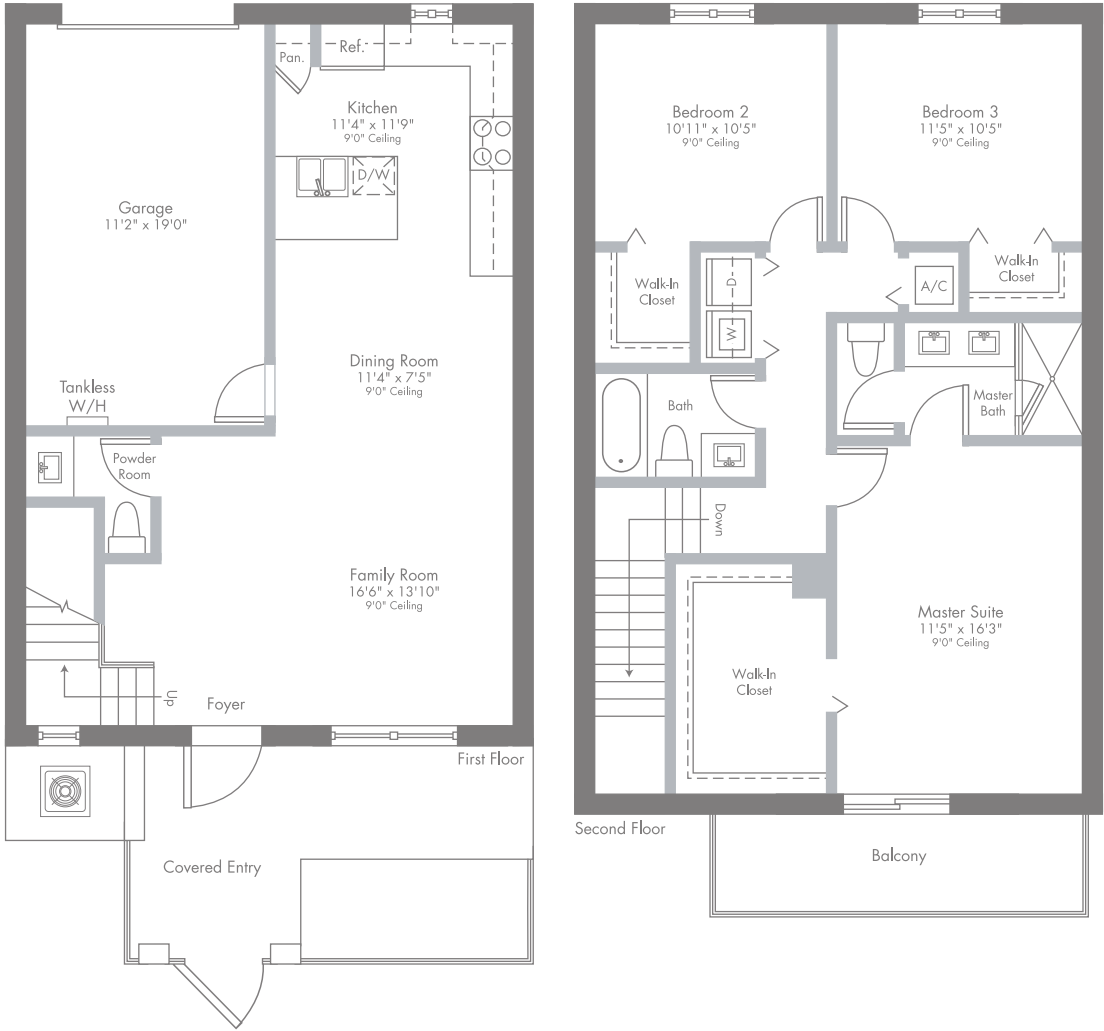 Pan.
Ref.
Kitchen
11'4" x 11'9"
9'0" Ceiling
D/W
Garage
11'2" x 19'0"
Dining Room
11'4" x 7'5"
9'0" Ceiling
Tankless
W/H
Powder
Room
Family Room
16'6" x 13'10"
9'0" Ceiling
Up
Foyer
First Floor
Covered Entry
Bedroom 2
10'11" x 10'5"
9'0" Ceiling
Bedroom 3
11'5" x 10'5"
9'0" Ceiling
Walk-In
Closet
D
W
A/C
Walk-In
Closet
Bath
Master
Bath
Down
Master Suite
11'5" x 16'3"
9'0" Ceiling
Walk-In
Closet
Second Floor
Balcony